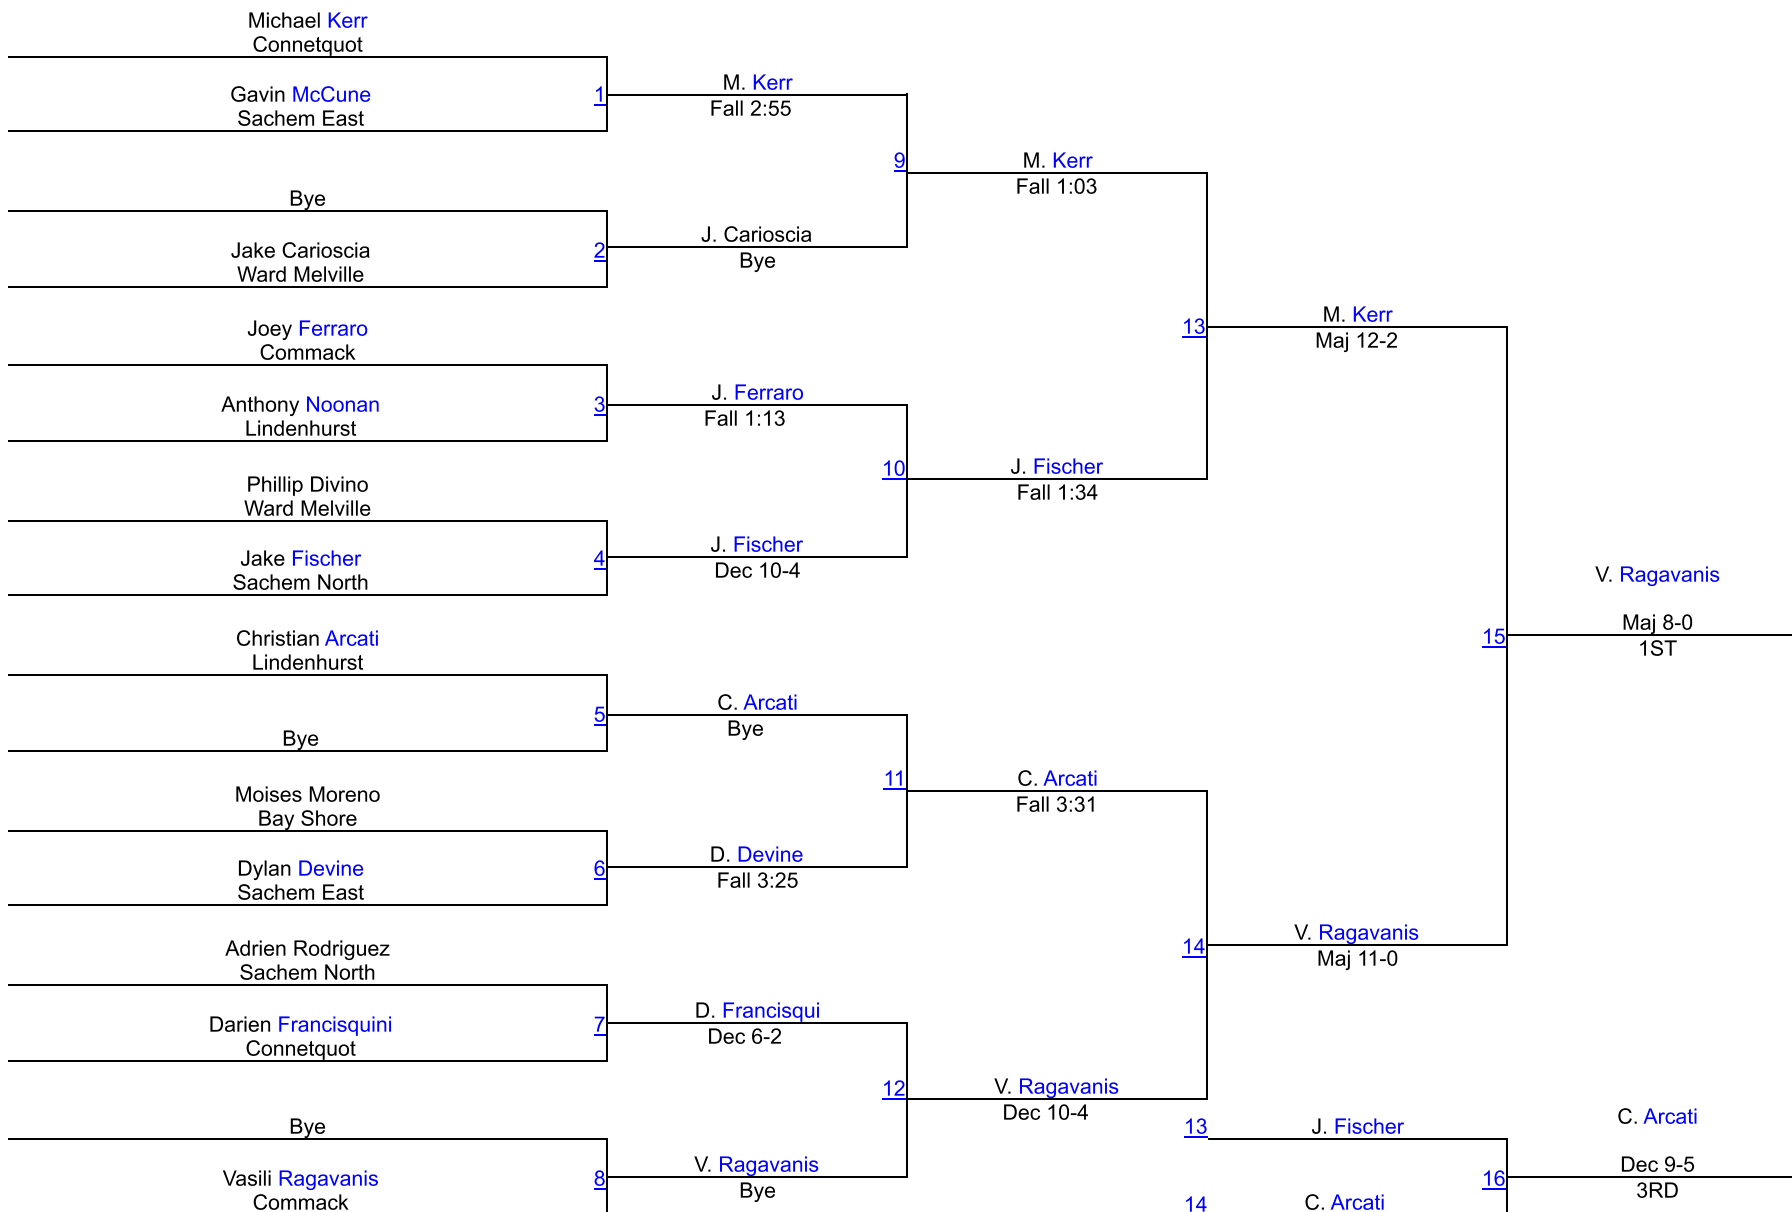 Michael Kerr
Connetquot
Gavin McCune
Sachem East
1
Bye
Jake Carioscia
Ward Melville
2
Joey Ferraro
Commack
Anthony Noonan
Lindenhurst
3
Phillip Divino
Ward Melville
Jake Fischer
Sachem North
4
Christian Arcati
Lindenhurst
Bye
5
Moises Moreno
Bay Shore
Dylan Devine
Sachem East
6
Adrien Rodriguez
Sachem North
Darien Francisquini
Connetquot
7
Bye
Vasili Ragavanis
Commack
8
M. Kerr
Fall 2:55
9
J. Carioscia
Bye
J. Ferraro
Fall 1:13
10
J. Fischer
Dec 10-4
C. Arcati
Bye
11
D. Devine
Fall 3:25
D. Francisqui
Dec 6-2
12
V. Ragavanis
Bye
M. Kerr
Fall 1:03
13
J. Fischer
Fall 1:34
C. Arcati
Fall 3:31
14
V. Ragavanis
Dec 10-4
M. Kerr
Maj 12-2
15
V. Ragavanis
Maj 11-0
V. Ragavanis
Maj 8-0
1ST
13
J. Fischer
14
C. Arcati
16
C. Arcati
Dec 9-5
3RD